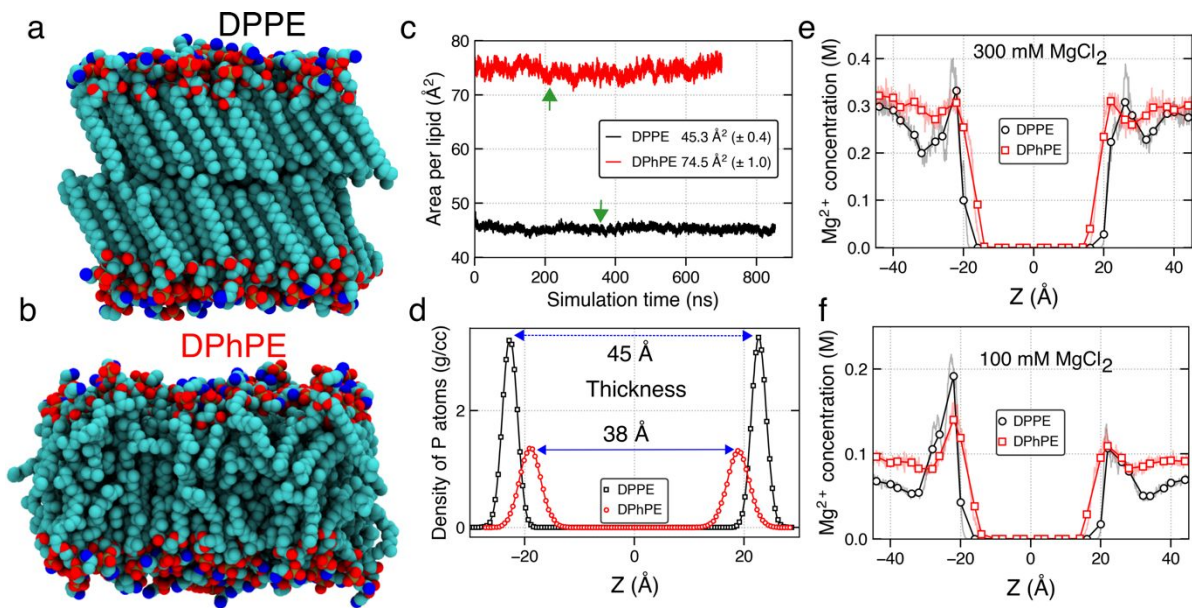 a
DPPE
b
DPhPE
c
Area per lipid (Å²)
80
70
60
50
40
DPPE 45.3 Å² (± 0.4)
DPhPE 74.5 Å² (± 1.0)
0
200
400
600
800
Simulation time (ns)
d
Density of P atoms (g/cc)
2
0
45 Å
Thickness
38 Å
DPPE
DPhPE
−20
0
20
Z (Å)
e
Mg²⁺ concentration (M)
0.4
0.3
0.2
0.1
0.0
300 mM MgCl₂
DPPE
DPhPE
−40
−20
0
20
40
Z (Å)
f
Mg²⁺ concentration (M)
0.2
0.1
0.0
100 mM MgCl₂
DPPE
DPhPE
−40
−20
0
20
40
Z (Å)